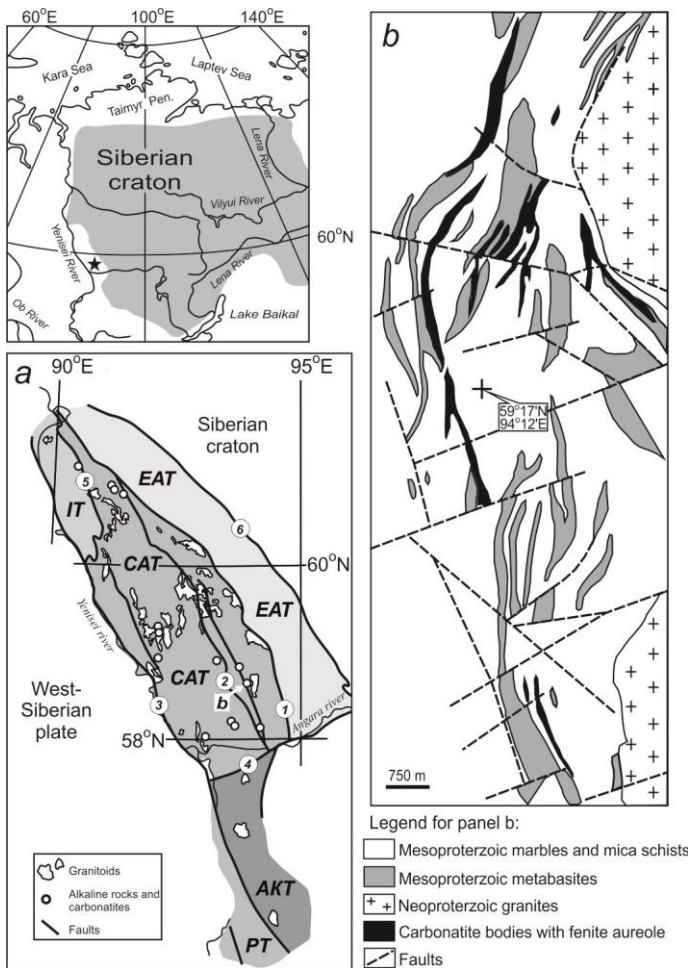 60°E
100°E
140°E
Kara Sea
Laptev Sea
Taimyr Pen.
Siberian
craton
Lena River
Vilyui River
Yenisei River
60°N
Lena River
Ob River
Lake Baikal
a
90°E
95°E
Siberian
craton
EAT
5
IT
6
CAT
60°N
EAT
Yenisei river
West-
Siberian
plate
CAT
2
b
3
1
Angara river
58°N
4
AKT
PT
Granitoids
Alkaline rocks and
carbonatites
Faults
b
59°17'N
94°12'E
750 m
Legend for panel b:
Mesoproterzoic marbles and mica schists
Mesoproterzoic metabasites
Neoproterzoic granites
Carbonatite bodies with fenite aureole
Faults